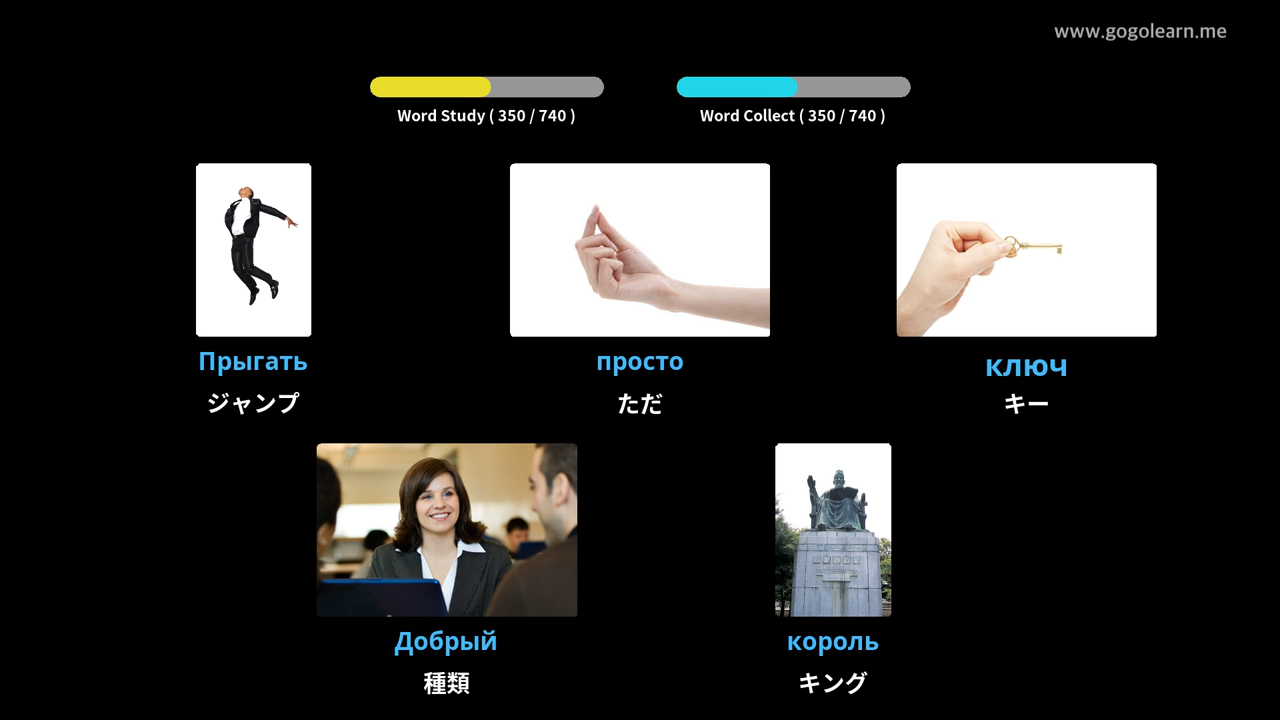 www.gogolearn.me
Word Study ( 350 / 740 )
Word Collect ( 350 / 740 )
Прыгать
просто
ключ
ジャンプ
ただ
キー
Добрый
король
種類
キング